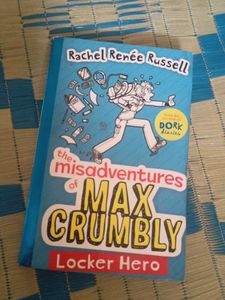 Rachel Renée Russell
DORK
diaries
the
misadventures
of MAX
CRUMBLY
Locker Hero